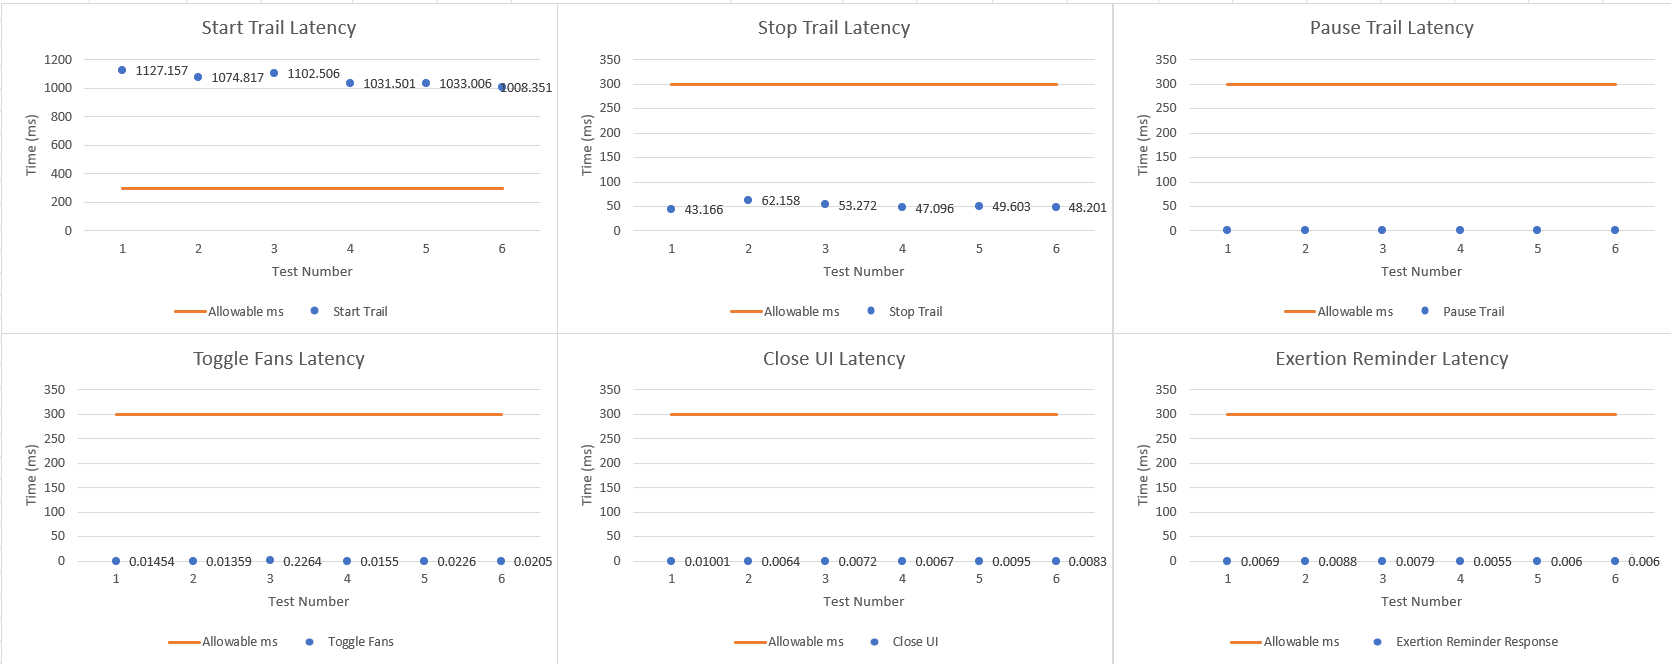 Start Trail Latency
1200
1000
800
600
400
200
0
Time (ms)
1127.157
1074.817
1102.506
1031.501
1033.006
1008.351
1 2 3 4 5 6
Test Number
Allowable ms Start Trail
Stop Trail Latency
350
300
250
200
150
100
50
0
Time (ms)
43.166
62.158
53.272
47.096
49.603
48.201
1 2 3 4 5 6
Test Number
Allowable ms Stop Trail
Pause Trail Latency
350
300
250
200
150
100
50
0
Time (ms)
1 2 3 4 5 6
Test Number
Allowable ms Pause Trail
Toggle Fans Latency
350
300
250
200
150
100
50
0
Time (ms)
0.01454 0.01359 0.2264 0.0155 0.0226 0.0205
1 2 3 4 5 6
Test Number
Allowable ms Toggle Fans
Close UI Latency
350
300
250
200
150
100
50
0
Time (ms)
0.01001 0.0064 0.0072 0.0067 0.0095 0.0083
1 2 3 4 5 6
Test Number
Allowable ms Close UI
Exertion Reminder Latency
350
300
250
200
150
100
50
0
Time (ms)
0.0069 0.0088 0.0079 0.0055 0.006 0.006
1 2 3 4 5 6
Test Number
Allowable ms Exertion Reminder Response